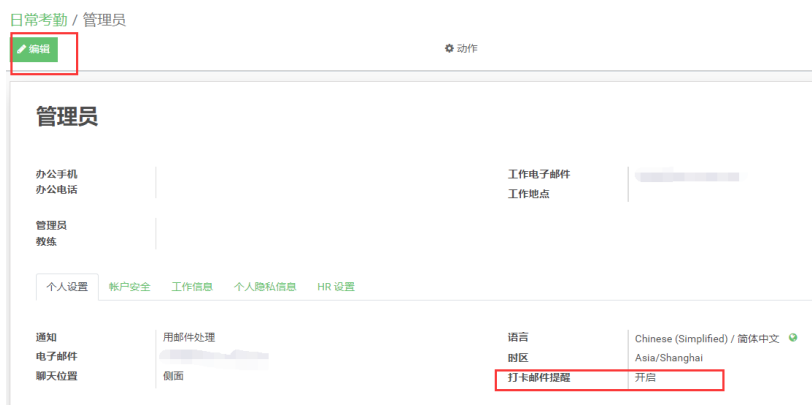 日常考勤 / 管理员
编辑
动作
管理员
办公手机
办公电话
工作电子邮件
工作地点
管理员
教练
个人设置 帐户安全 工作信息 个人隐私信息 HR 设置
通知 用邮件处理
电子邮件
聊天位置 侧面
语言 Chinese (Simplified) / 简体中文
时区 Asia/Shanghai
打卡邮件提醒 开启